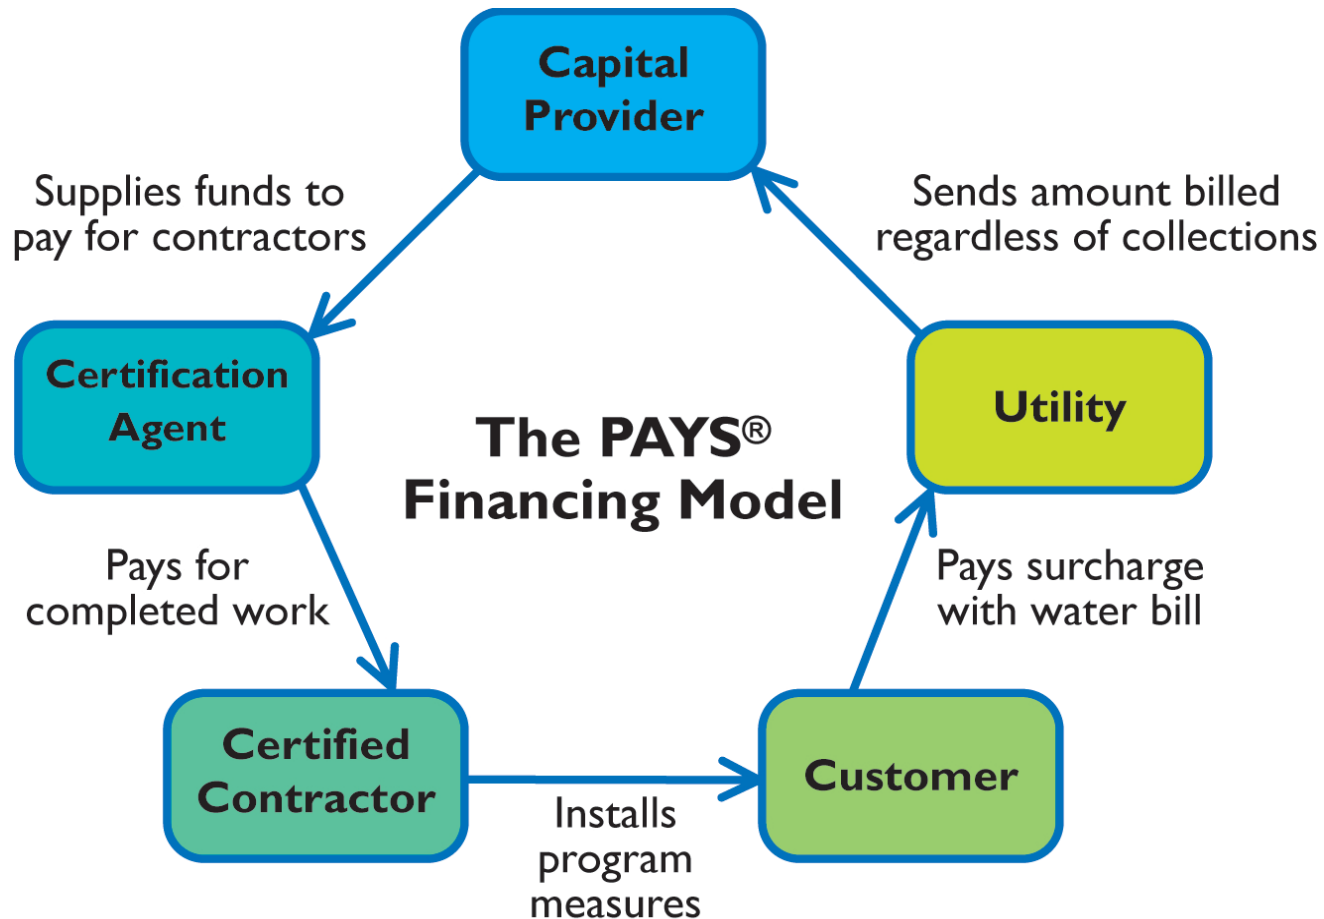 Capital
Provider
Supplies funds to
pay for contractors
Sends amount billed
regardless of collections
Certification
Agent
Utility
The PAYS®
Financing Model
Pays for
completed work
Pays surcharge
with water bill
Certified
Contractor
Customer
Installs
program
measures